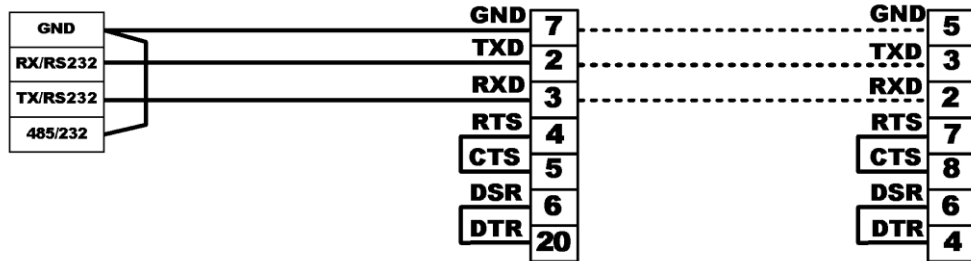 GND
RX/RS232
TX/RS232
485/232
GND 7
TXD 2
RXD 3
RTS 4
CTS 5
DSR 6
DTR 20
GND 5
TXD 3
RXD 2
RTS 7
CTS 8
DSR 6
DTR 4